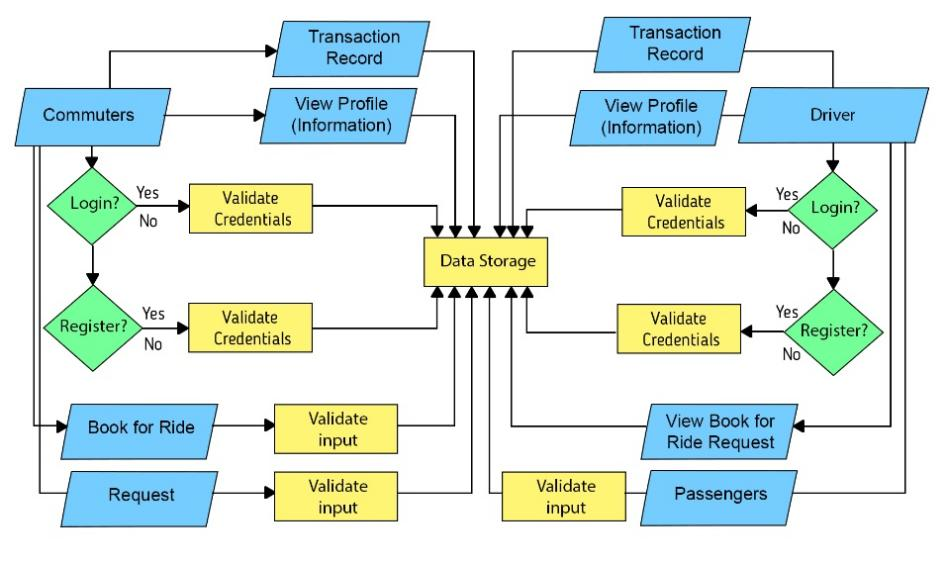 Transaction
Record
Transaction
Record
View Profile
(Information)
View Profile
(Information)
Commuters
Driver
Login?
Yes
No
Validate
Credentials
Validate
Credentials
Yes
No
Login?
Data Storage
Register?
Yes
No
Validate
Credentials
Validate
Credentials
Yes
No
Register?
Book for Ride
Validate
input
View Book for
Ride Request
Request
Validate
input
Validate
input
Passengers